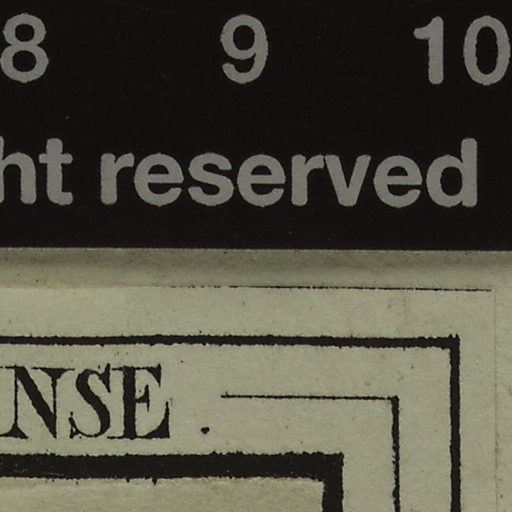 8 9 10
ht reserved
NSE.